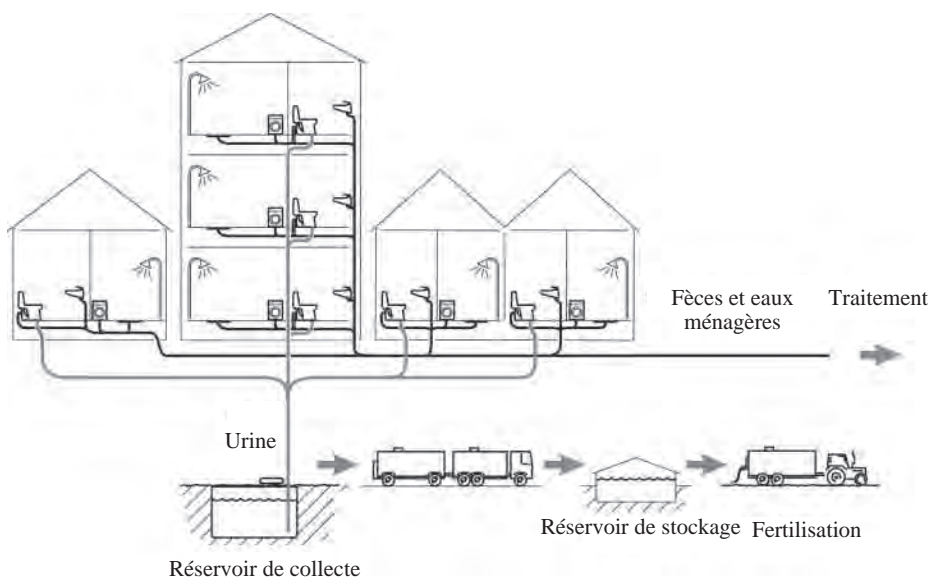 Fèces et eaux
ménagères
Traitement
Urine
Réservoir de stockage
Fertilisation
Réservoir de collecte